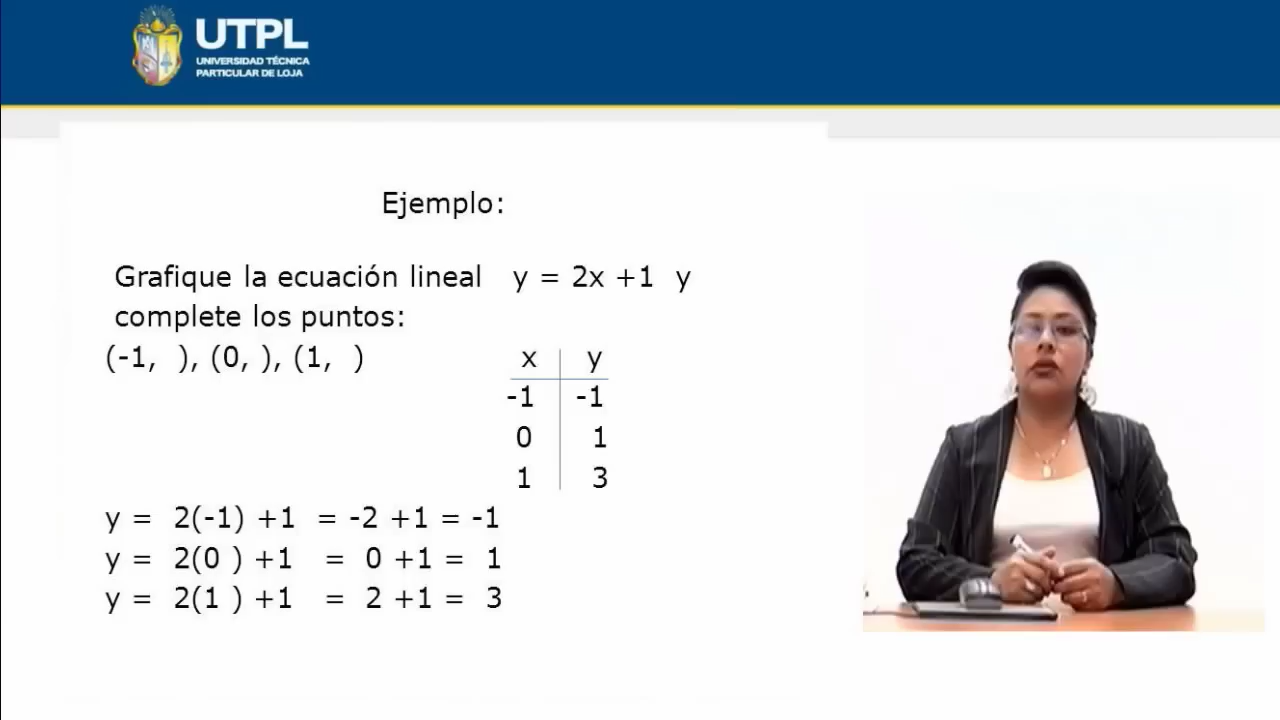 UTPL
UNIVERSIDAD TÉCNICA
PARTICULAR DE LOJA
Ejemplo:
Grafique la ecuación lineal y = 2x +1 y
complete los puntos:
(-1, ), (0, ), (1, )
x y
-1 -1
0 1
1 3
y = 2(-1) +1 = -2 +1 = -1
y = 2(0 ) +1 = 0 +1 = 1
y = 2(1 ) +1 = 2 +1 = 3